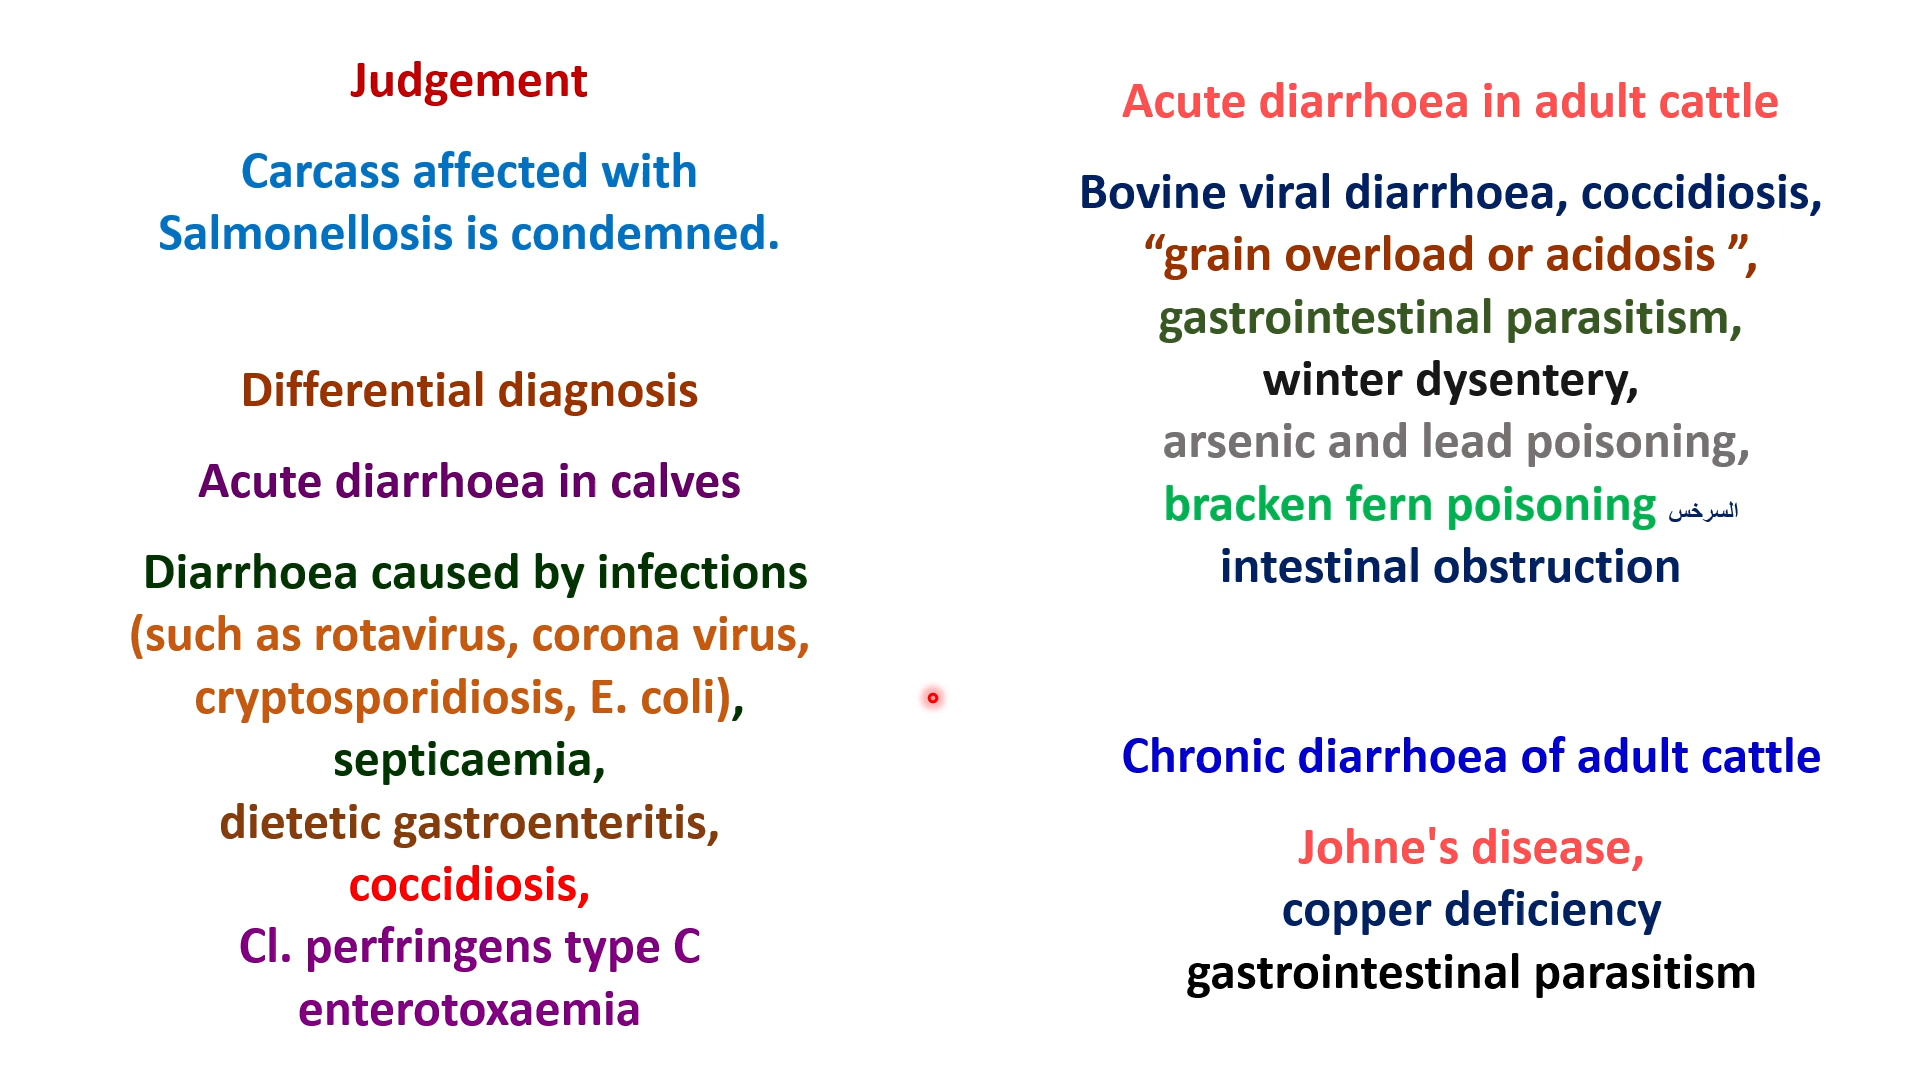 Judgement
Carcass affected with
Salmonellosis is condemned.
Differential diagnosis
Acute diarrhoea in calves
Diarrhoea caused by infections
(such as rotavirus, corona virus,
cryptosporidiosis, E. coli),
septicaemia,
dietetic gastroenteritis,
coccidiosis,
Cl. perfringens type C
enterotoxaemia
Acute diarrhoea in adult cattle
Bovine viral diarrhoea, coccidiosis,
“grain overload or acidosis ”,
gastrointestinal parasitism,
winter dysentery,
arsenic and lead poisoning,
bracken fern poisoning السرخس
intestinal obstruction
Chronic diarrhoea of adult cattle
Johne's disease,
copper deficiency
gastrointestinal parasitism